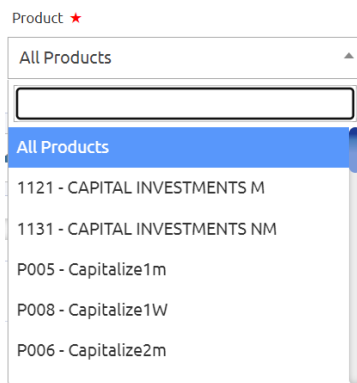 Product ★
All Products
All Products
1121 - CAPITAL INVESTMENTS M
1131 - CAPITAL INVESTMENTS NM
P005 - Capitalize1m
P008 - Capitalize1W
P006 - Capitalize2m